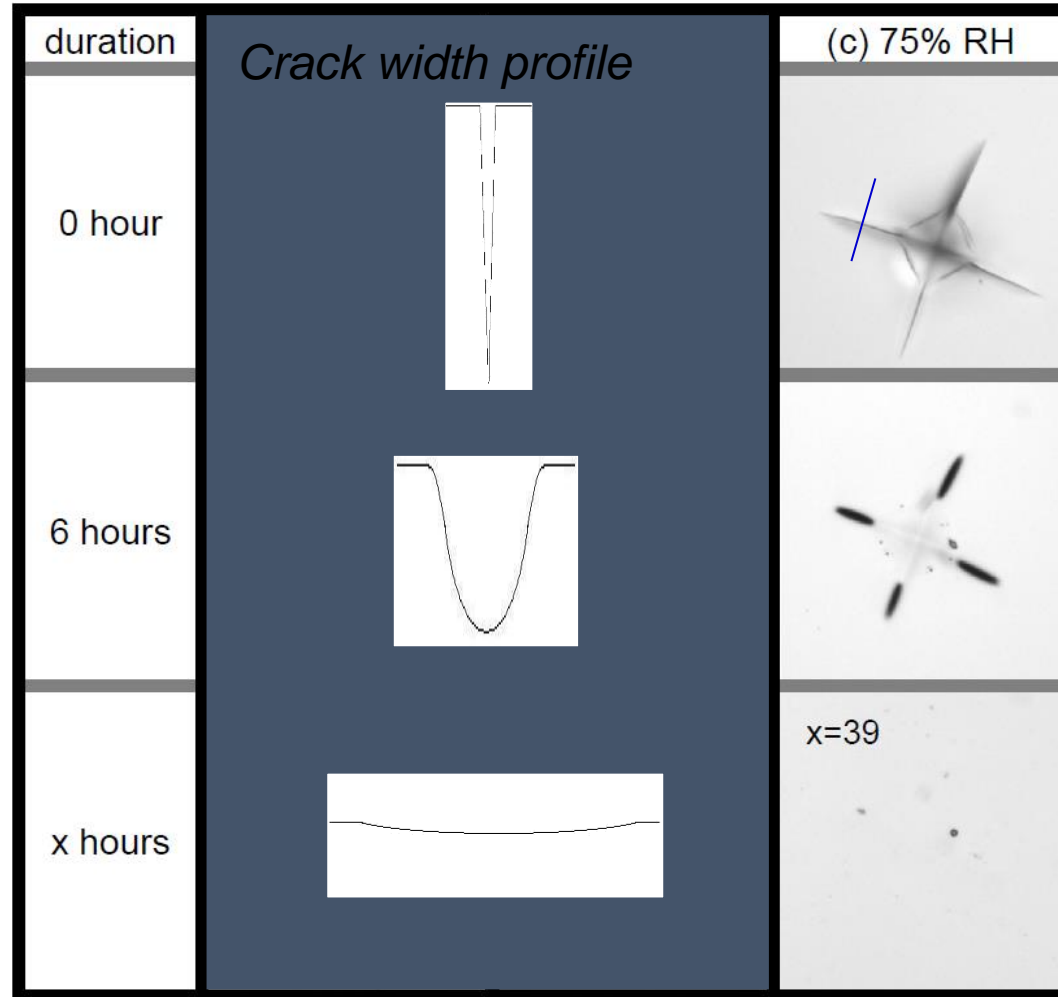 duration
Crack width profile
(c) 75% RH
0 hour
6 hours
x hours
x=39